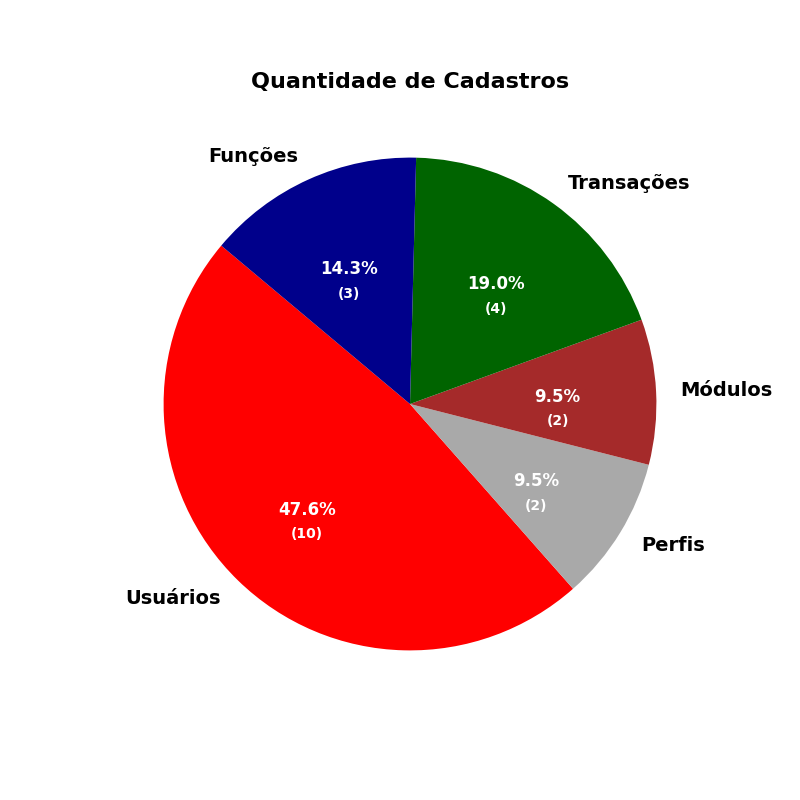 Quantidade de Cadastros
Funções
Transações
14.3%
(3)
19.0%
(4)
Módulos
9.5%
(2)
9.5%
(2)
Perfis
47.6%
(10)
Usuários